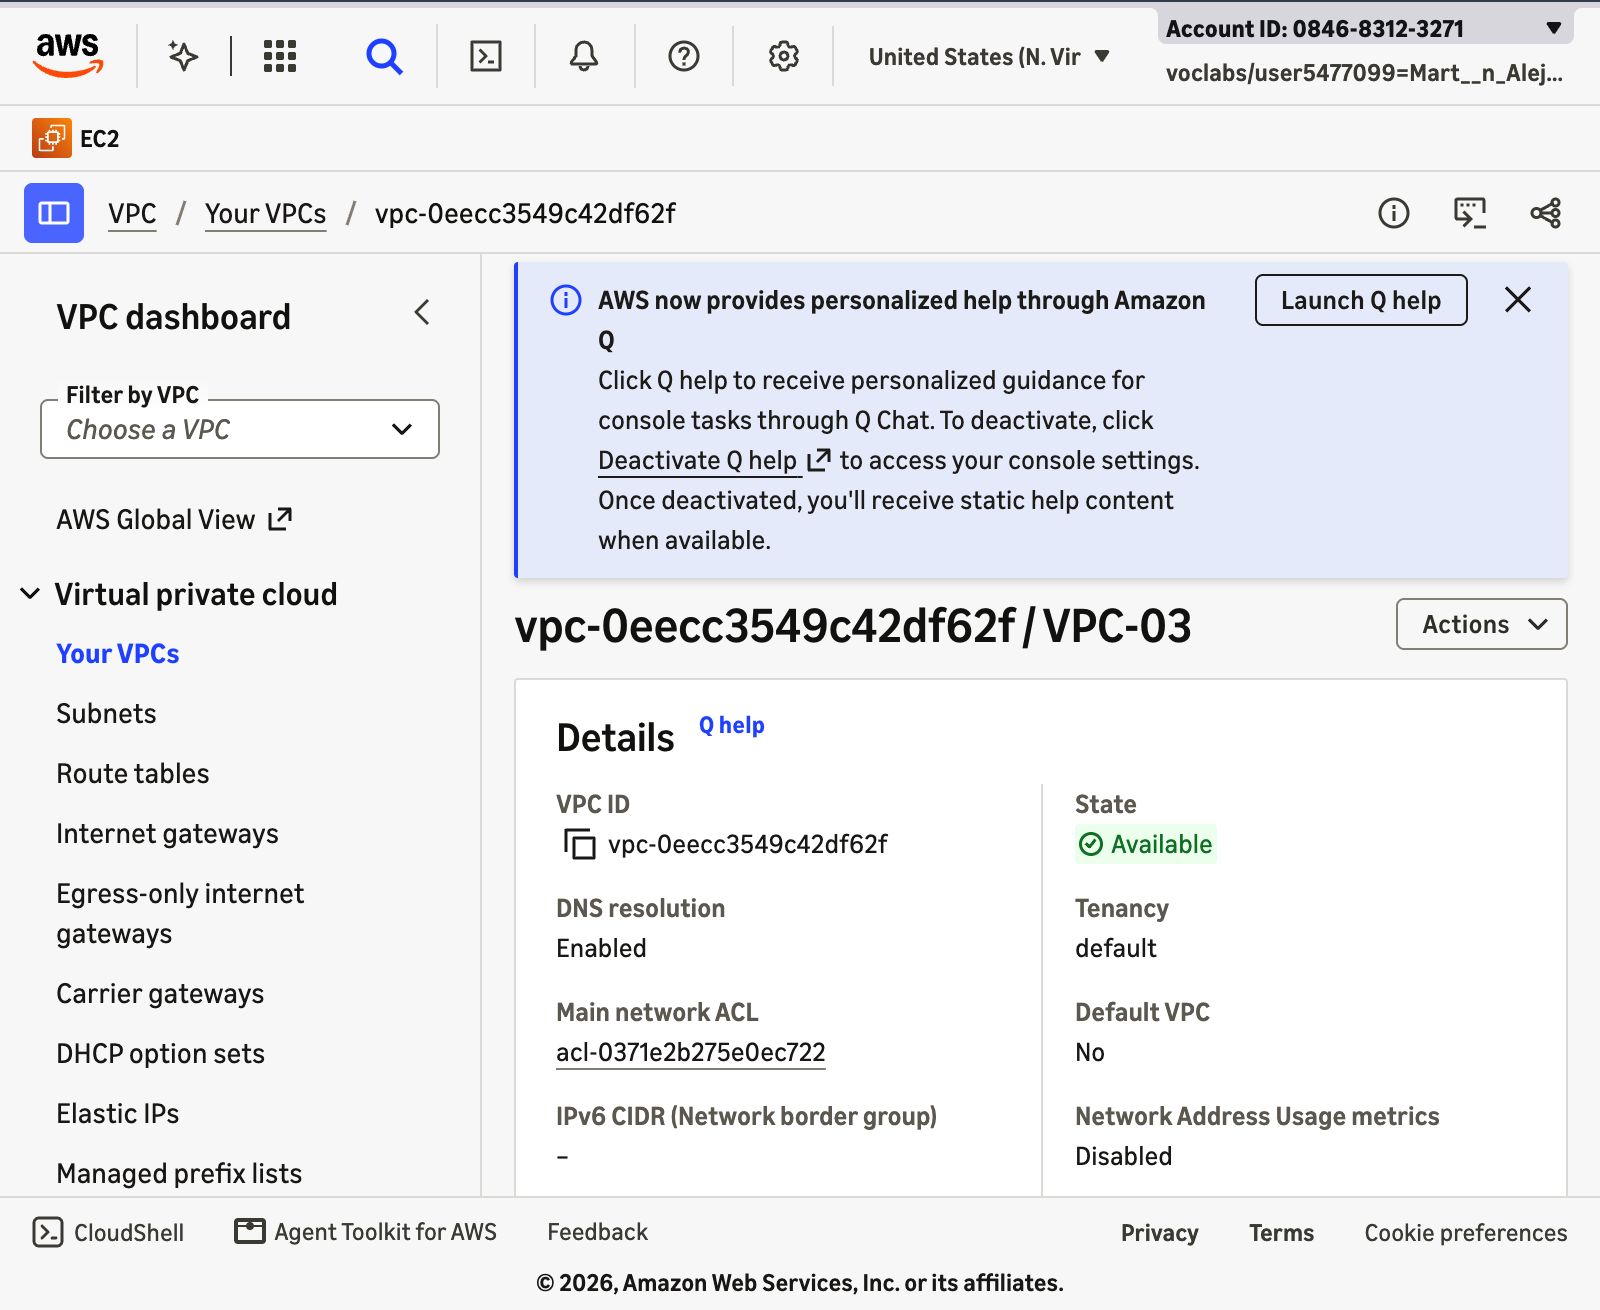 aws
United States (N. Vir
Account ID: 0846-8312-3271
voclabs/user5477099=Mart__n_Alej...
EC2
VPC / Your VPCs / vpc-0eecc3549c42df62f
VPC dashboard
Filter by VPC
Choose a VPC
AWS Global View
Virtual private cloud
Your VPCs
Subnets
Route tables
Internet gateways
Egress-only internet
gateways
Carrier gateways
DHCP option sets
Elastic IPs
Managed prefix lists
AWS now provides personalized help through Amazon
Q
Click Q help to receive personalized guidance for
console tasks through Q Chat. To deactivate, click
Deactivate Q help to access your console settings.
Once deactivated, you'll receive static help content
when available.
Launch Q help
vpc-0eecc3549c42df62f / VPC-03
Actions
Details
Q help
VPC ID
vpc-0eecc3549c42df62f
State
Available
DNS resolution
Enabled
Tenancy
default
Main network ACL
acl-0371e2b275e0ec722
Default VPC
No
IPv6 CIDR (Network border group)
–
Network Address Usage metrics
Disabled
CloudShell
Agent Toolkit for AWS
Feedback
Privacy
Terms
Cookie preferences
© 2026, Amazon Web Services, Inc. or its affiliates.